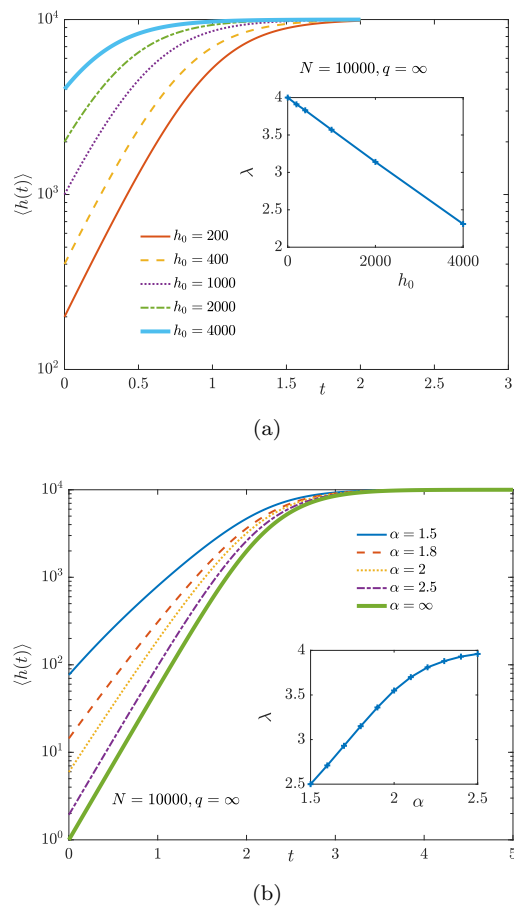 10^4
10^3
10^2
⟨h(t)⟩
N = 10000, q = ∞
4
3.5
3
2.5
2
λ
0 2000 4000
h_0
h_0 = 200
h_0 = 400
h_0 = 1000
h_0 = 2000
h_0 = 4000
0 0.5 1 1.5 2 2.5 3
t
(a)
10^4
10^3
10^2
10^1
10^0
⟨h(t)⟩
α = 1.5
α = 1.8
α = 2
α = 2.5
α = ∞
4
3.5
3
2.5
λ
1.5 2 2.5
α
N = 10000, q = ∞
0 1 2 3 4 5
t
(b)